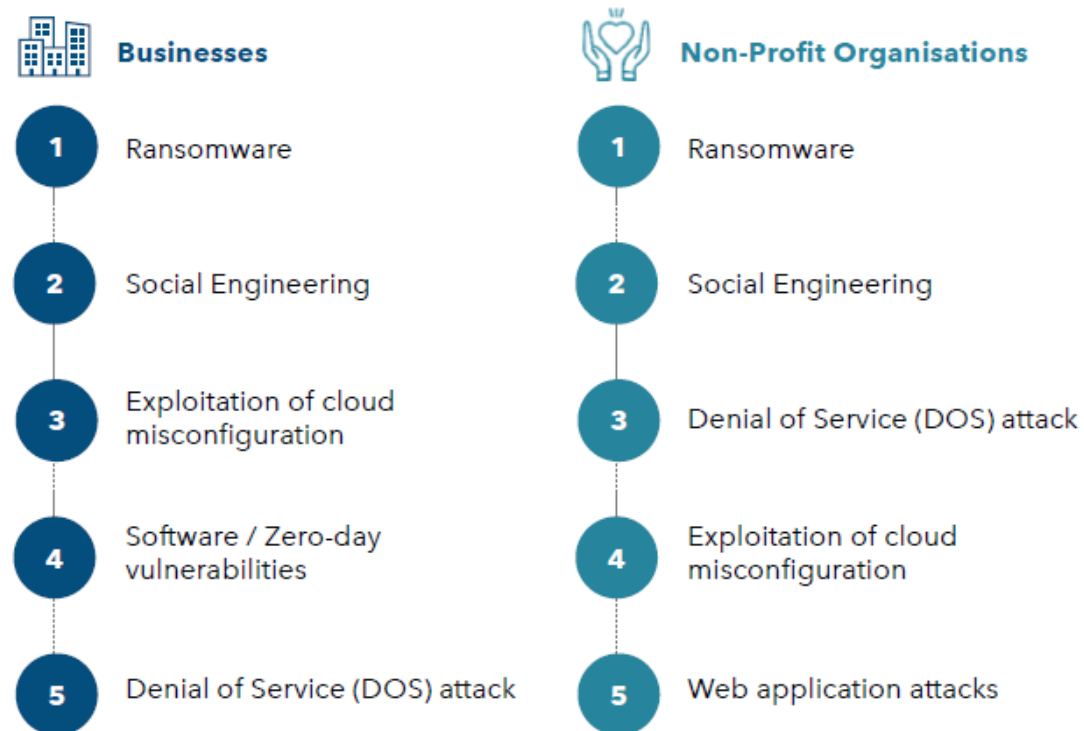 Businesses
1
Ransomware
2
Social Engineering
3
Exploitation of cloud
misconfiguration
4
Software / Zero-day
vulnerabilities
5
Denial of Service (DOS) attack
Non-Profit Organisations
1
Ransomware
2
Social Engineering
3
Denial of Service (DOS) attack
4
Exploitation of cloud
misconfiguration
5
Web application attacks